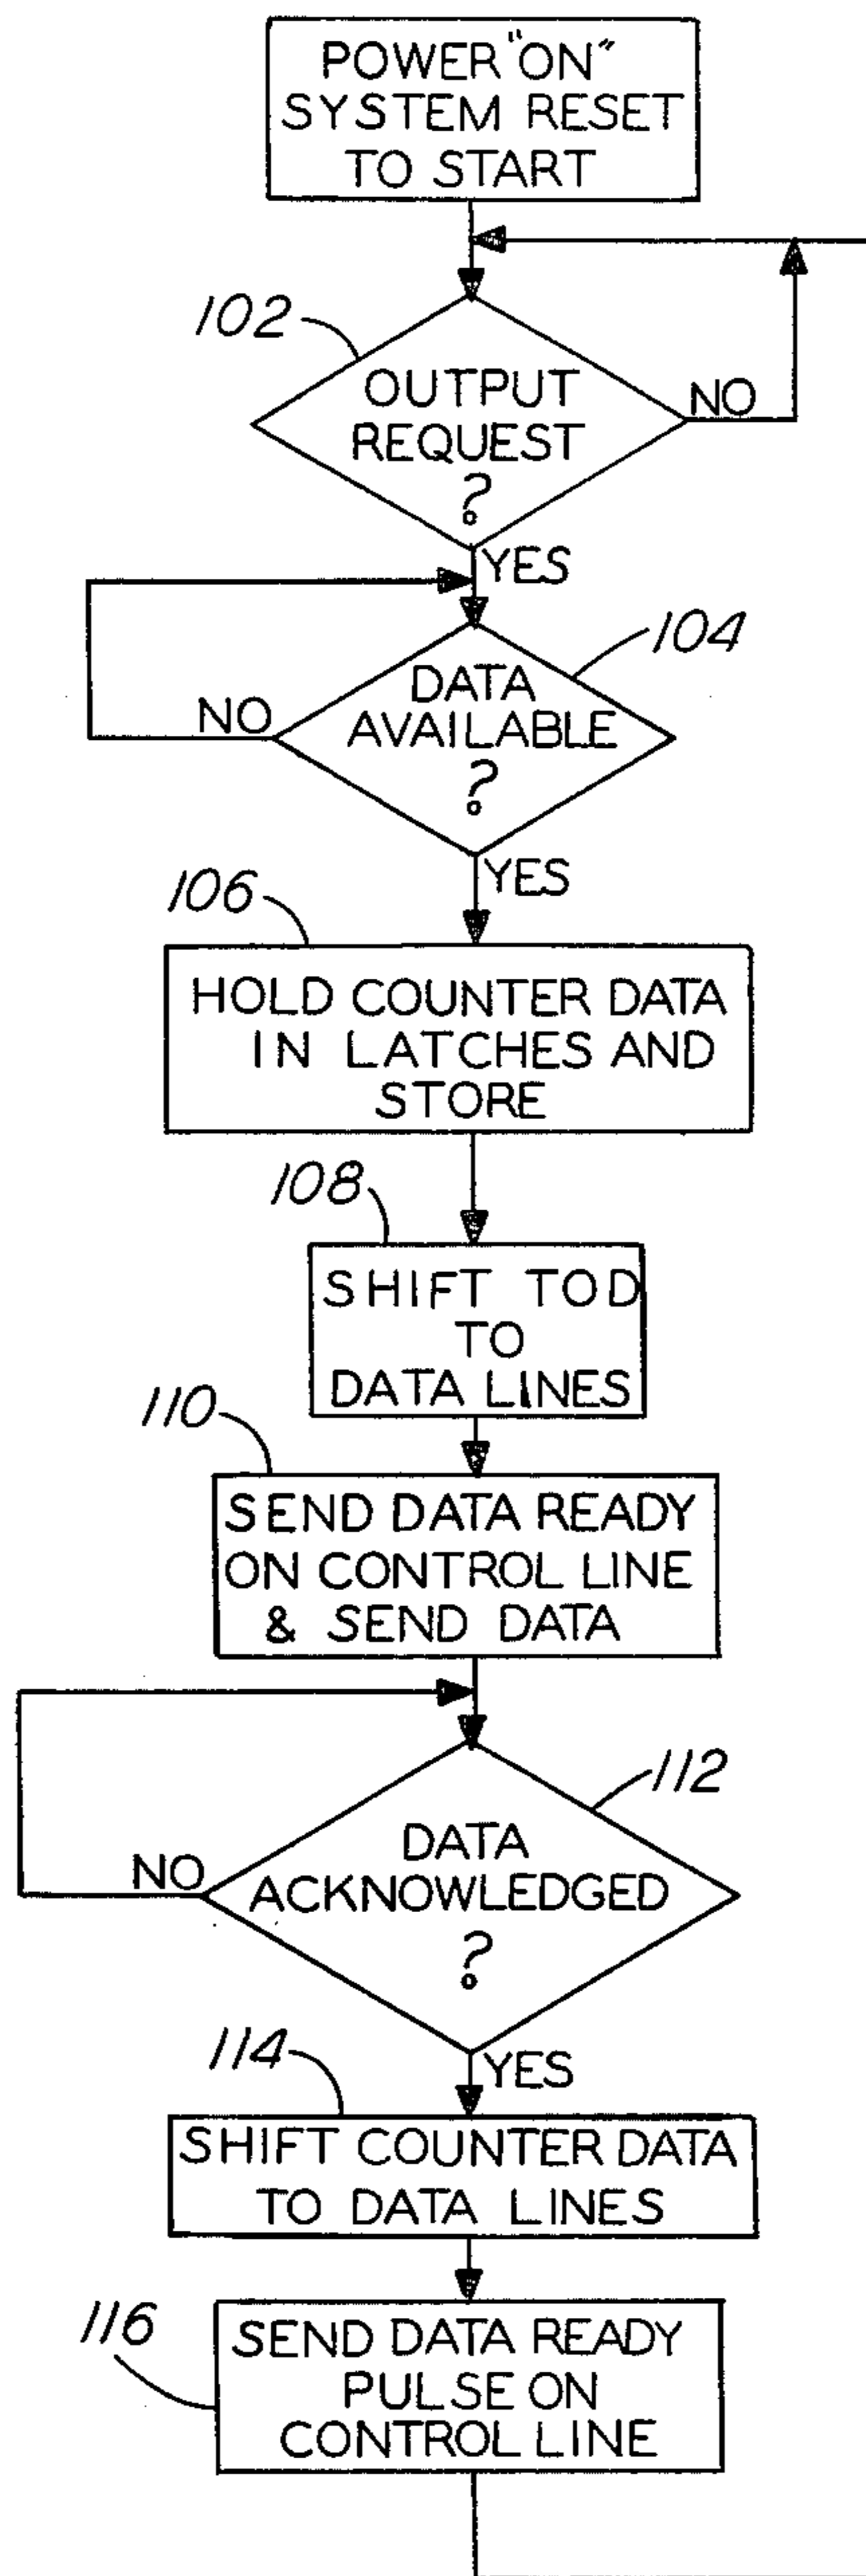 POWER "ON"
SYSTEM RESET
TO START
102
OUTPUT
REQUEST
?
NO
YES
104
DATA
AVAILABLE
?
NO
YES
106
HOLD COUNTER DATA
IN LATCHES AND
STORE
108
SHIFT TOD
TO
DATA LINES
110
SEND DATA READY
ON CONTROL LINE
& SEND DATA
112
DATA
ACKNOWLEDGED
?
NO
YES
114
SHIFT COUNTER DATA
TO DATA LINES
116
SEND DATA READY
PULSE ON
CONTROL LINE